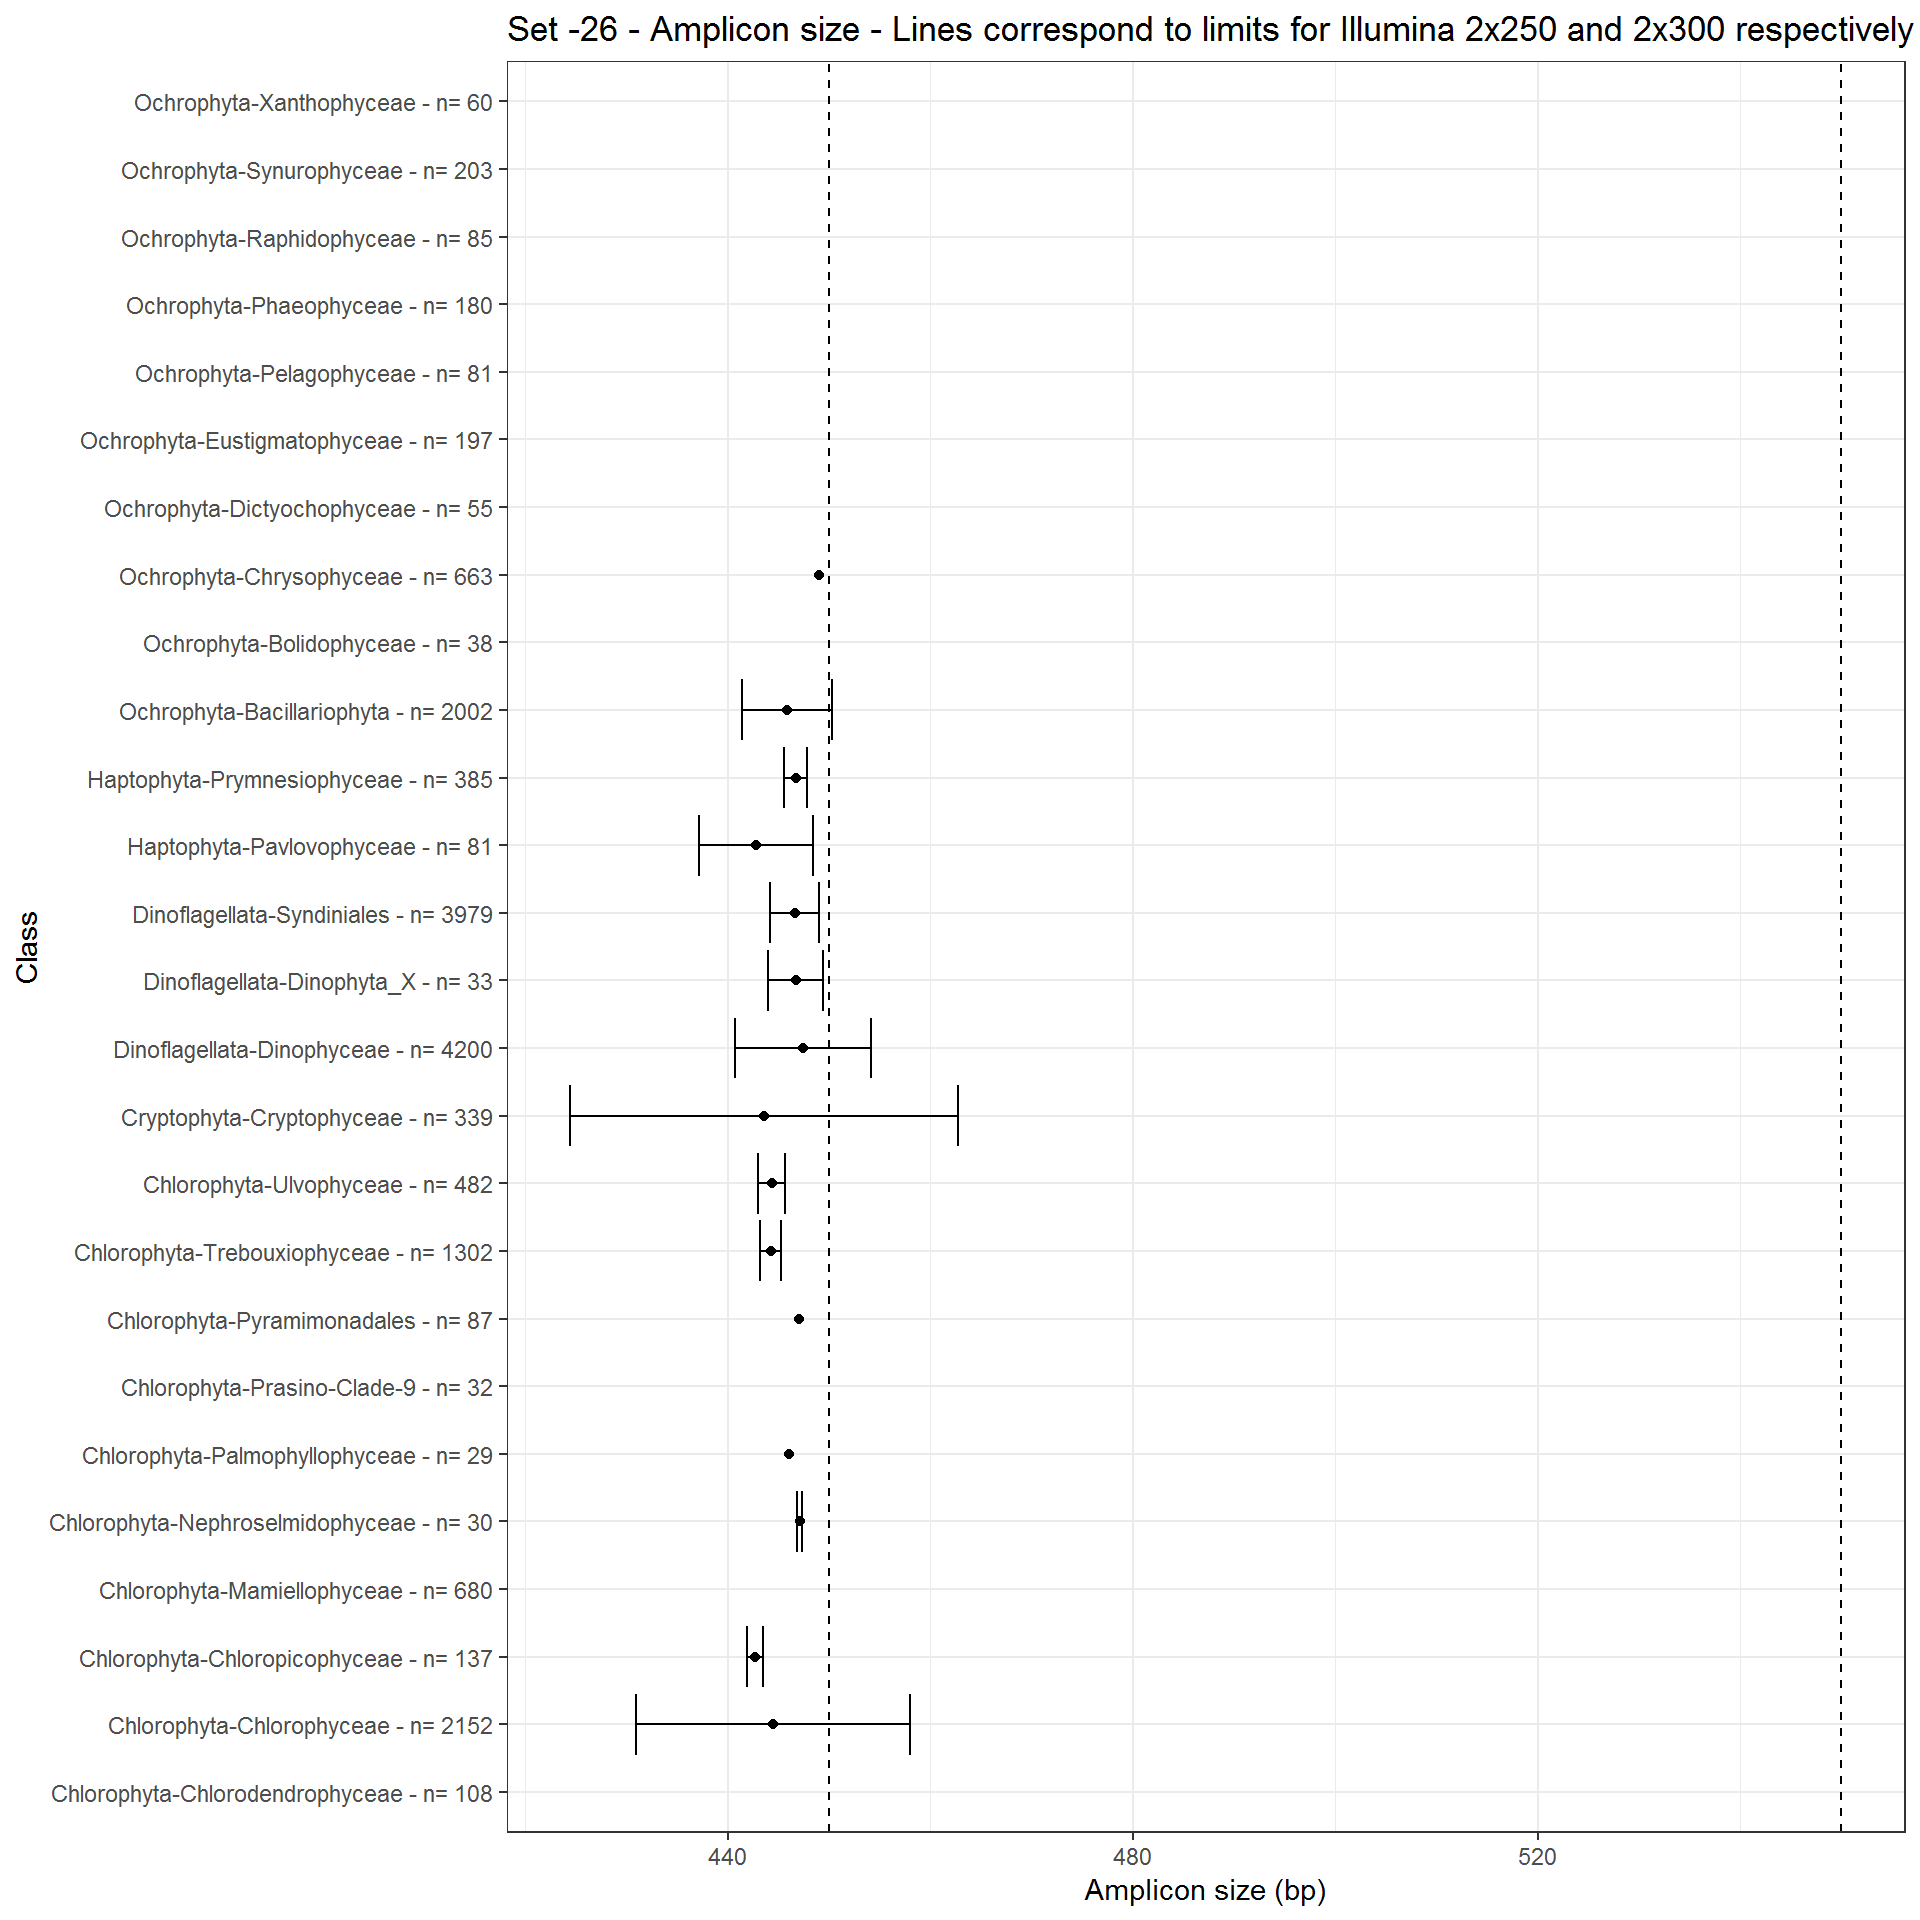 Set -26 - Amplicon size - Lines correspond to limits for Illumina 2x250 and 2x300 respectively
Ochrophyta-Xanthophyceae - n= 60
Ochrophyta-Synurophyceae - n= 203
Ochrophyta-Raphidophyceae - n= 85
Ochrophyta-Phaeophyceae - n= 180
Ochrophyta-Pelagophyceae - n= 81
Ochrophyta-Eustigmatophyceae - n= 197
Ochrophyta-Dictyochophyceae - n= 55
Ochrophyta-Chrysophyceae - n= 663
Ochrophyta-Bolidophyceae - n= 38
Ochrophyta-Bacillariophyta - n= 2002
Haptophyta-Prymnesiophyceae - n= 385
Haptophyta-Pavlovophyceae - n= 81
Dinoflagellata-Syndiniales - n= 3979
Dinoflagellata-Dinophyta_X - n= 33
Dinoflagellata-Dinophyceae - n= 4200
Cryptophyta-Cryptophyceae - n= 339
Chlorophyta-Ulvophyceae - n= 482
Chlorophyta-Trebouxiophyceae - n= 1302
Chlorophyta-Pyramimonadales - n= 87
Chlorophyta-Prasino-Clade-9 - n= 32
Chlorophyta-Palmophyllophyceae - n= 29
Chlorophyta-Nephroselmidophyceae - n= 30
Chlorophyta-Mamiellophyceae - n= 680
Chlorophyta-Chloropicophyceae - n= 137
Chlorophyta-Chlorophyceae - n= 2152
Chlorophyta-Chlorodendrophyceae - n= 108
Class
440
480
520
Amplicon size (bp)